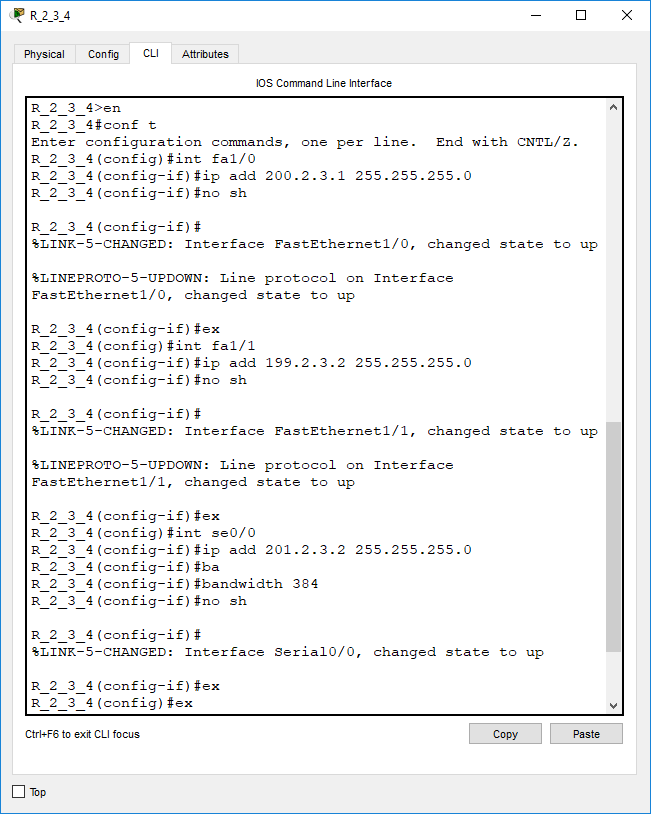 R_2_3_4
Physical Config CLI Attributes
IOS Command Line Interface
R_2_3_4>en
R_2_3_4#conf t
Enter configuration commands, one per line.  End with CNTL/Z.
R_2_3_4(config)#int fa1/0
R_2_3_4(config-if)#ip add 200.2.3.1 255.255.255.0
R_2_3_4(config-if)#no sh
R_2_3_4(config-if)#
%LINK-5-CHANGED: Interface FastEthernet1/0, changed state to up
%LINEPROTO-5-UPDOWN: Line protocol on Interface
FastEthernet1/0, changed state to up
R_2_3_4(config-if)#ex
R_2_3_4(config)#int fa1/1
R_2_3_4(config-if)#ip add 199.2.3.2 255.255.255.0
R_2_3_4(config-if)#no sh
R_2_3_4(config-if)#
%LINK-5-CHANGED: Interface FastEthernet1/1, changed state to up
%LINEPROTO-5-UPDOWN: Line protocol on Interface
FastEthernet1/1, changed state to up
R_2_3_4(config-if)#ex
R_2_3_4(config)#int se0/0
R_2_3_4(config-if)#ip add 201.2.3.2 255.255.255.0
R_2_3_4(config-if)#ba
R_2_3_4(config-if)#bandwidth 384
R_2_3_4(config-if)#no sh
R_2_3_4(config-if)#
%LINK-5-CHANGED: Interface Serial0/0, changed state to up
R_2_3_4(config-if)#ex
R_2_3_4(config)#ex
Ctrl+F6 to exit CLI focus Copy Paste
Top